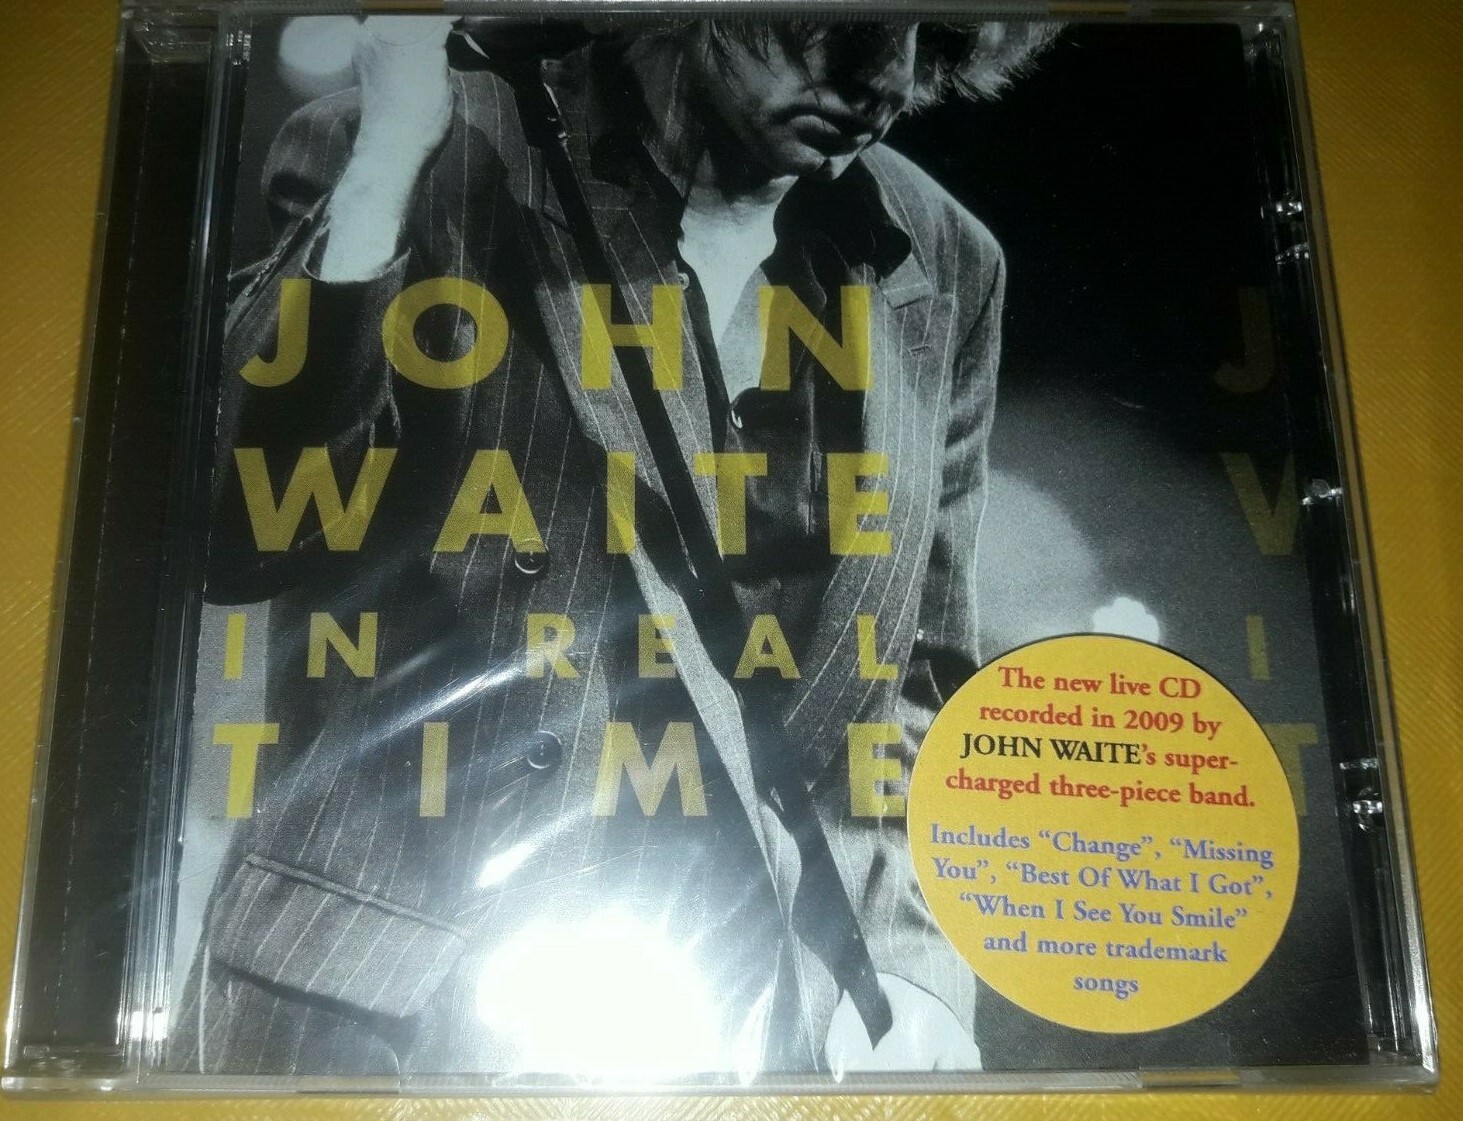 JOHN
WAITE
IN REAL
TIME
J
W
I
T
The new live CD
recorded in 2009 by
JOHN WAITE's super-
charged three-piece band.
Includes “Change”, “Missing
You”, “Best Of What I Got”,
“When I See You Smile”
and more trademark
songs